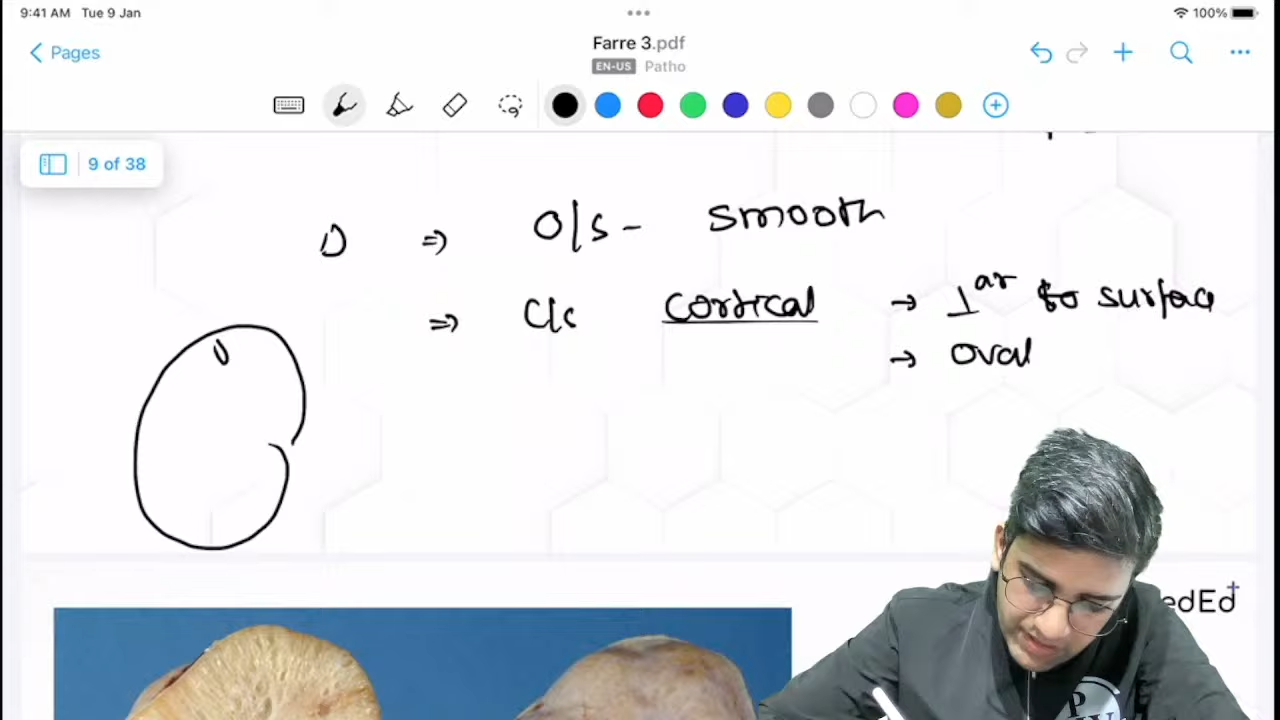 9:41 AM Tue 9 Jan
100%
Pages
Farre 3.pdf
EN-US Patho
9 of 38
D ⇒ O/S - smooth
⇒ C/S cortical → ⊥ar to surface
→ oval
edEd
P